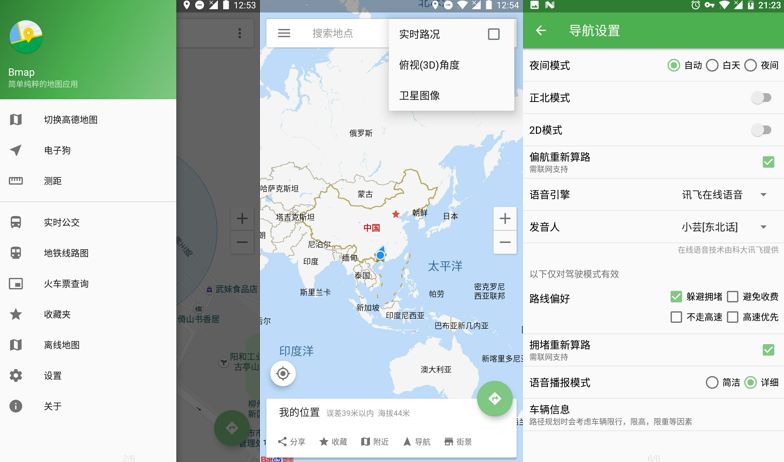 12:53
Bmap
简单纯粹的地图应用
切换高德地图
电子狗
测距
实时公交
地铁线路图
火车票查询
收藏夹
离线地图
设置
关于
武妹食品店
倚山书香居
2/6
12:54
搜索地点
实时路况
俯视(3D)角度
卫星图像
俄罗斯
哈萨克斯坦
蒙古
塔吉克斯坦
朝鲜
日本
中国
尼泊尔
印度
缅甸
泰国
太平洋
斯里兰卡
帕劳
密克罗尼
西亚联邦
新加坡
印度尼西亚
巴布亚新几内亚
印度洋
新喀里多尼
澳大利亚
我的位置 误差39米以内 海拔44米
分享 收藏 附近 导航 街景
21:23
导航设置
夜间模式 自动 白天 夜间
正北模式
2D模式
偏航重新算路
需联网支持
语音引擎 讯飞在线语音
发音人 小芸[东北话]
在线语音技术由科大讯飞提供
以下仅对驾驶模式有效
路线偏好 躲避拥堵 避免收费
不走高速 高速优先
拥堵重新算路
需联网支持
语音播报模式 简洁 详细
车辆信息
路径规划时会考虑车辆限行，限高，限重等因素
6/6